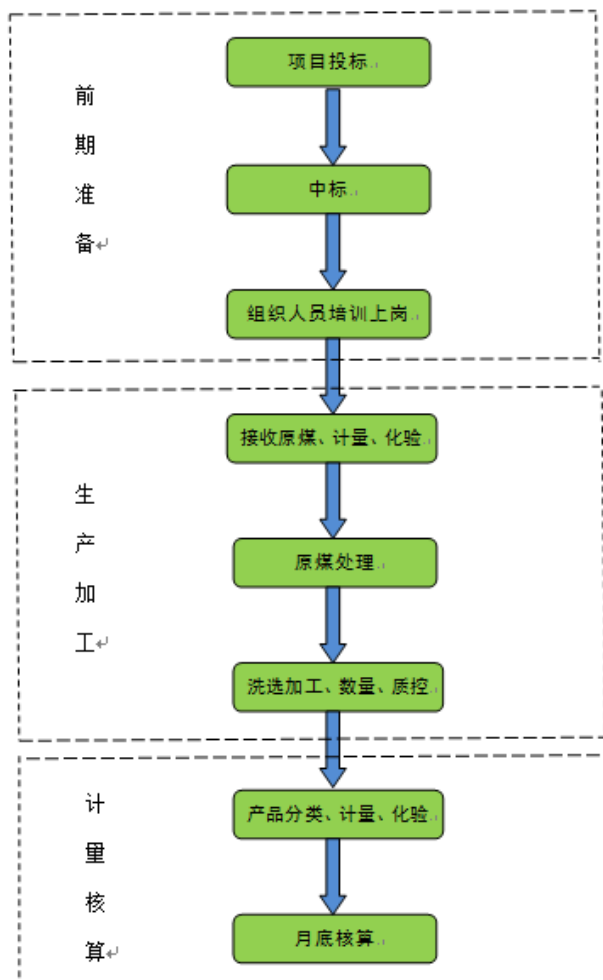 前期准备
项目投标
中标
组织人员培训上岗
生产加工
接收原煤、计量、化验
原煤处理
洗选加工、数量、质控
计量核算
产品分类、计量、化验
月底核算